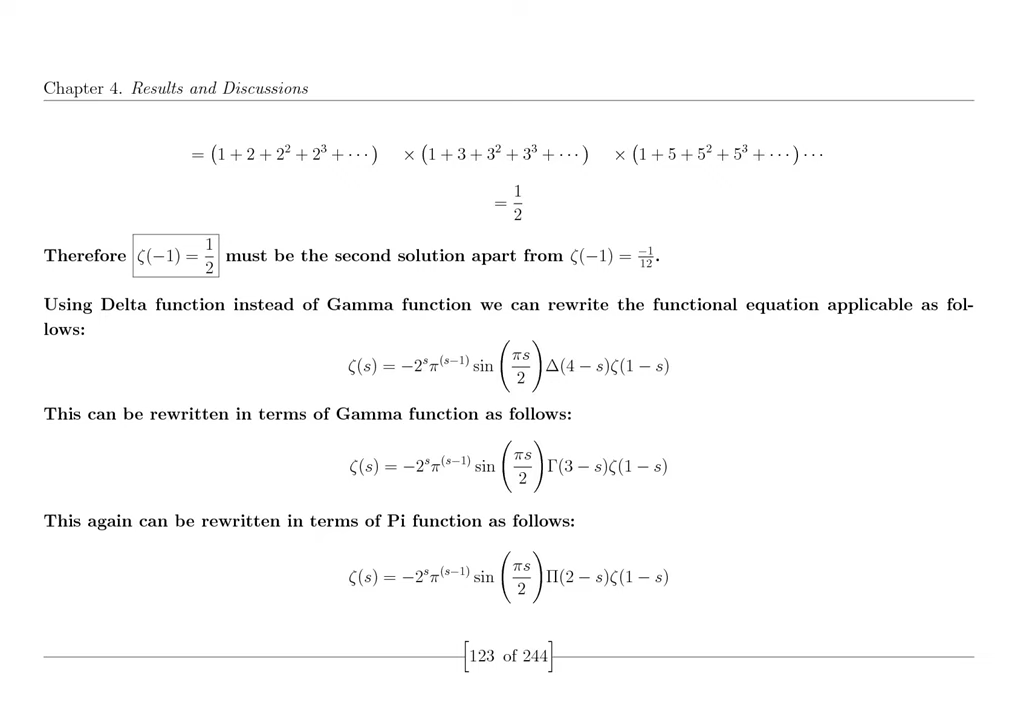 Chapter 4. Results and Discussions
= (1 + 2 + 2² + 2³ + ⋯) × (1 + 3 + 3² + 3³ + ⋯) × (1 + 5 + 5² + 5³ + ⋯) ⋯
= 1/2
Therefore ζ(−1) = 1/2 must be the second solution apart from ζ(−1) = −1/12.
Using Delta function instead of Gamma function we can rewrite the functional equation applicable as fol-
lows:
ζ(s) = −2^s π^(s−1) sin(πs/2) Δ(4 − s)ζ(1 − s)
This can be rewritten in terms of Gamma function as follows:
ζ(s) = −2^s π^(s−1) sin(πs/2) Γ(3 − s)ζ(1 − s)
This again can be rewritten in terms of Pi function as follows:
ζ(s) = −2^s π^(s−1) sin(πs/2) Π(2 − s)ζ(1 − s)
[123 of 244]